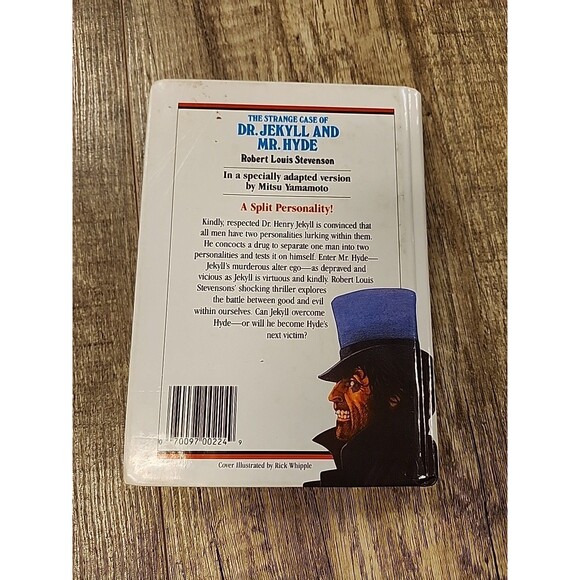 THE STRANGE CASE OF
DR. JEKYLL AND
MR. HYDE
Robert Louis Stevenson
In a specially adapted version
by Mitsu Yamamoto
A Split Personality!
Kindly, respected Dr. Henry Jekyll is convinced that
all men have two personalities lurking within them.
He concocts a drug to separate one man into two
personalities and tests it on himself. Enter Mr. Hyde—
Jekyll's murderous alter ego—as depraved and
vicious as Jekyll is virtuous and kindly. Robert Louis
Stevensons' shocking thriller explores
the battle between good and evil
within ourselves. Can Jekyll overcome
Hyde—or will he become Hyde's
next victim?
0 70097 00224 9
Cover Illustrated by Rick Whipple